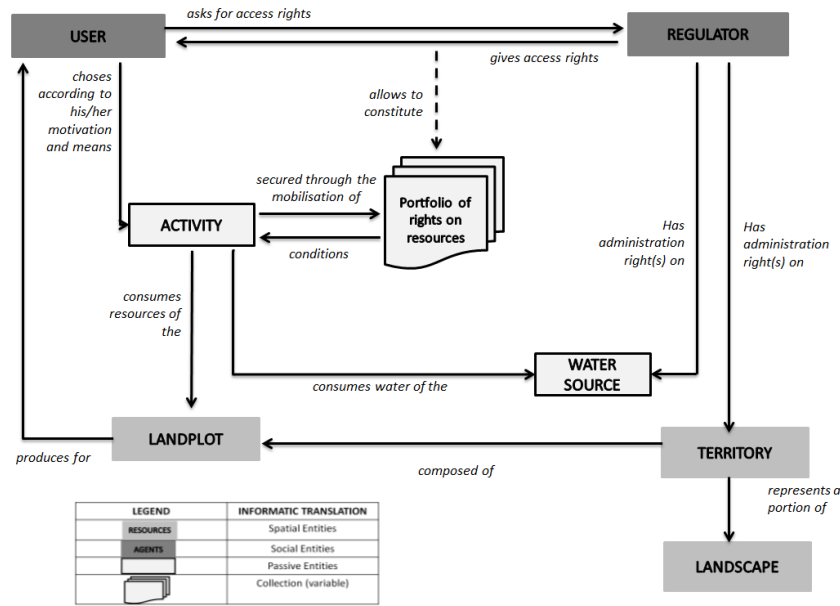 asks for access rights
USER
REGULATOR
gives access rights
choses
according to
his/her
motivation
and means
allows to
constitute
secured through the
mobilisation of
Portfolio of
rights on
resources
ACTIVITY
conditions
Has
administration
right(s) on
Has
administration
right(s) on
consumes
resources of
the
consumes water of the
WATER
SOURCE
LANDPLOT
produces for
composed of
TERRITORY
represents a
portion of
LANDSCAPE
LEGEND INFORMATIC TRANSLATION
RESOURCES Spatial Entities
AGENTS Social Entities
Passive Entities
Collection (variable)